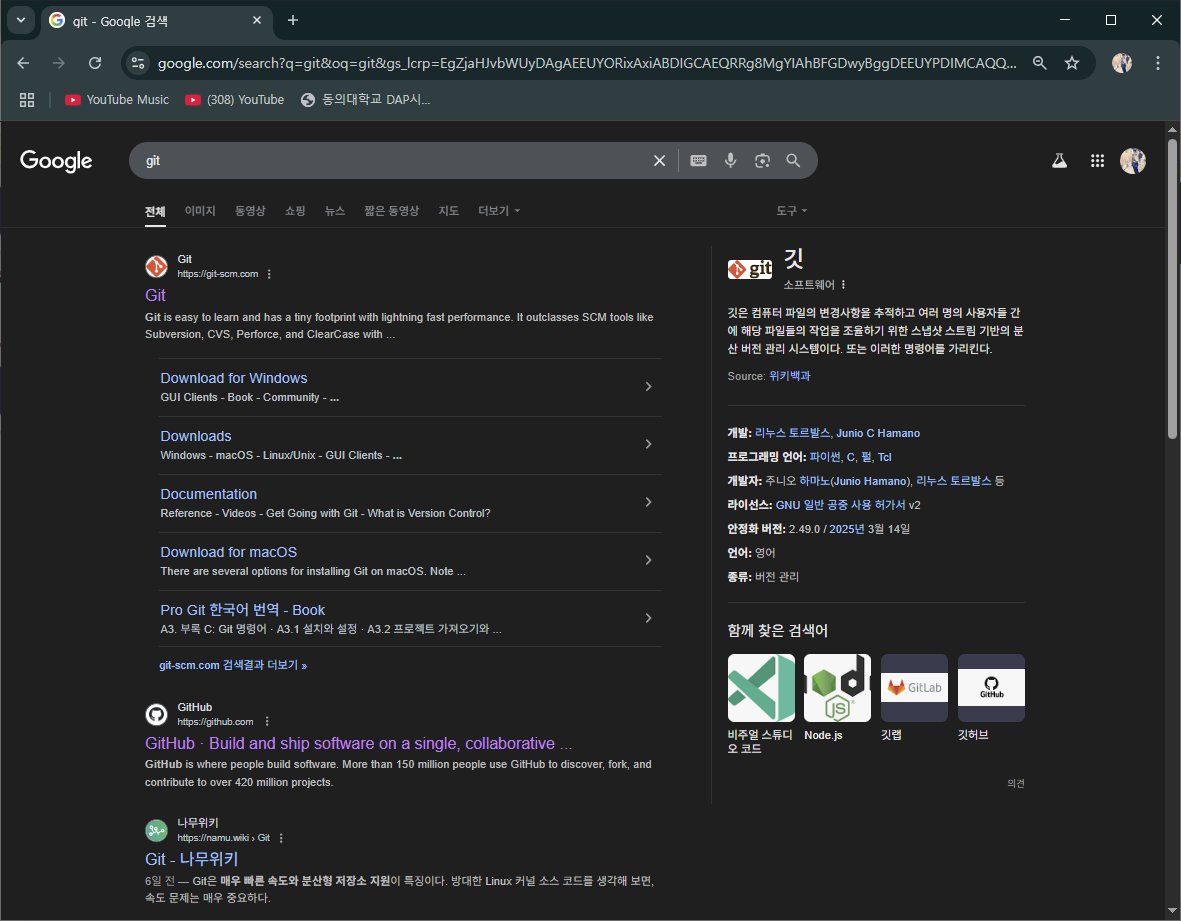 git - Google 검색
google.com/search?q=git&oq=git&gs_lcrp=EgZjaHJvbWUyDAgAEEUYORixAxiABDIGCAEQRRg8MgYIAhBFGDwyBggDEEUYPDIMCAQQ...
YouTube Music
(308) YouTube
동의대학교 DAP시...
Google
git
전체 이미지 동영상 쇼핑 뉴스 짧은 동영상 지도 더보기 도구
Git
https://git-scm.com
Git
Git is easy to learn and has a tiny footprint with lightning fast performance. It outclasses SCM tools like
Subversion, CVS, Perforce, and ClearCase with ...
Download for Windows
GUI Clients - Book - Community - ...
Downloads
Windows - macOS - Linux/Unix - GUI Clients - ...
Documentation
Reference - Videos - Get Going with Git - What is Version Control?
Download for macOS
There are several options for installing Git on macOS. Note ...
Pro Git 한국어 번역 - Book
A3. 부록 C: Git 명령어 · A3.1 설치와 설정 · A3.2 프로젝트 가져오기와 ...
git-scm.com 검색결과 더보기 »
GitHub
https://github.com
GitHub · Build and ship software on a single, collaborative ...
GitHub is where people build software. More than 150 million people use GitHub to discover, fork, and
contribute to over 420 million projects.
나무위키
https://namu.wiki › Git
Git - 나무위키
6일 전 — Git은 매우 빠른 속도와 분산형 저장소 지원이 특징이다. 방대한 Linux 커널 소스 코드를 생각해 보면,
속도 문제는 매우 중요하다.
git
깃
소프트웨어
깃은 컴퓨터 파일의 변경사항을 추적하고 여러 명의 사용자들 간
에 해당 파일들의 작업을 조율하기 위한 스냅샷 스트림 기반의 분
산 버전 관리 시스템이다. 또는 이러한 명령어를 가리킨다.
Source: 위키백과
개발: 리누스 토르발스, Junio C Hamano
프로그래밍 언어: 파이썬, C, 펄, Tcl
개발자: 주니오 하마노(Junio Hamano), 리누스 토르발스 등
라이선스: GNU 일반 공중 사용 허가서 v2
안정화 버전: 2.49.0 / 2025년 3월 14일
언어: 영어
종류: 버전 관리
함께 찾은 검색어
JS
GitLab
GitHub
비주얼 스튜디
오 코드
Node.js
깃랩
깃허브
의견